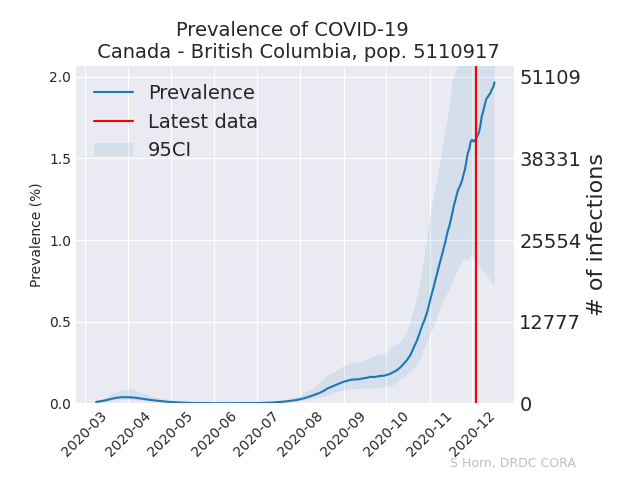 Prevalence of COVID-19
Canada - British Columbia, pop. 5110917
Prevalence
Latest data
95CI
Prevalence (%)
2.0
1.5
1.0
0.5
0.0
51109
38331
25554
12777
0
# of infections
2020-03
2020-04
2020-05
2020-06
2020-07
2020-08
2020-09
2020-10
2020-11
2020-12
S Horn, DRDC CORA